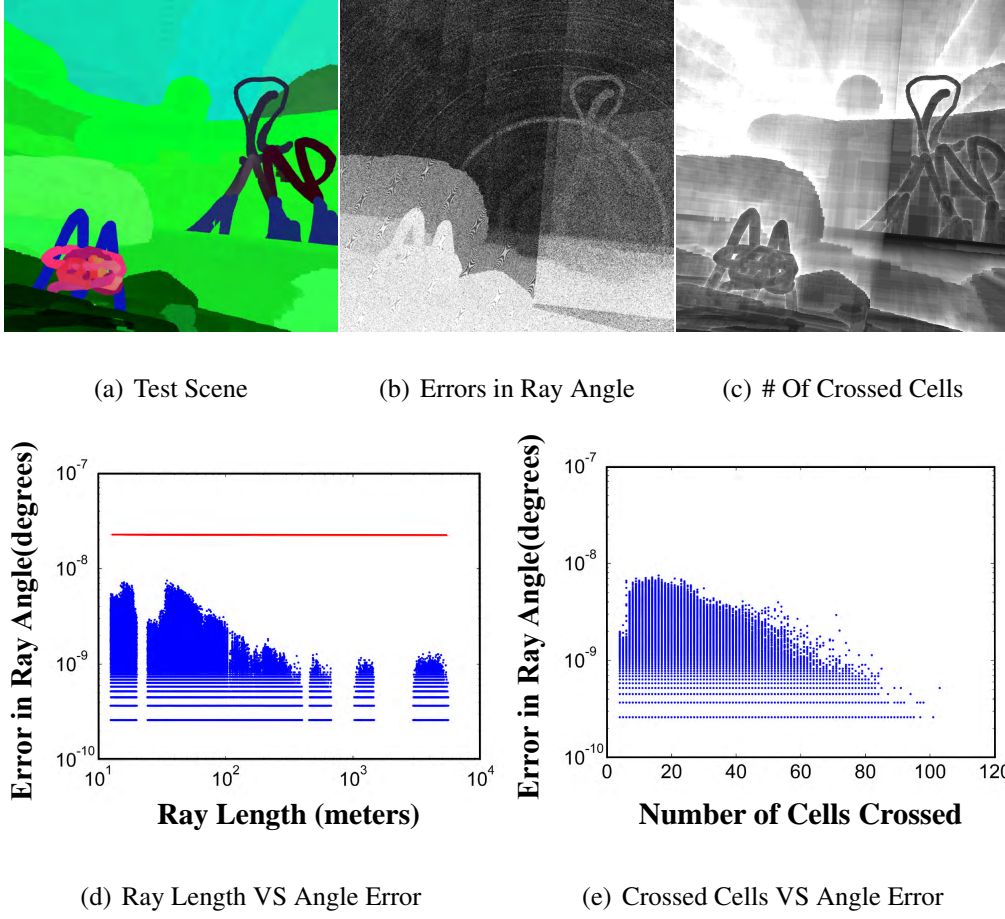 (a) Test Scene
(b) Errors in Ray Angle
(c) # Of Crossed Cells
Error in Ray Angle(degrees)
10^-7
10^-8
10^-9
10^-10
10^1
10^2
10^3
10^4
Ray Length (meters)
Error in Ray Angle(degrees)
10^-7
10^-8
10^-9
10^-10
0
20
40
60
80
100
120
Number of Cells Crossed
(d) Ray Length VS Angle Error
(e) Crossed Cells VS Angle Error